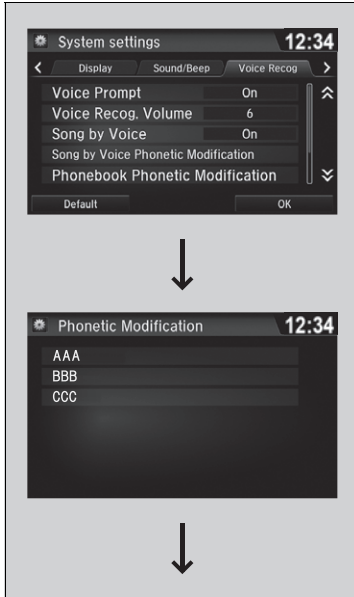 System settings 12:34
Display Sound/Beep Voice Recog
Voice Prompt On
Voice Recog. Volume 6
Song by Voice On
Song by Voice Phonetic Modification
Phonebook Phonetic Modification
Default OK
Phonetic Modification 12:34
AAA
BBB
CCC